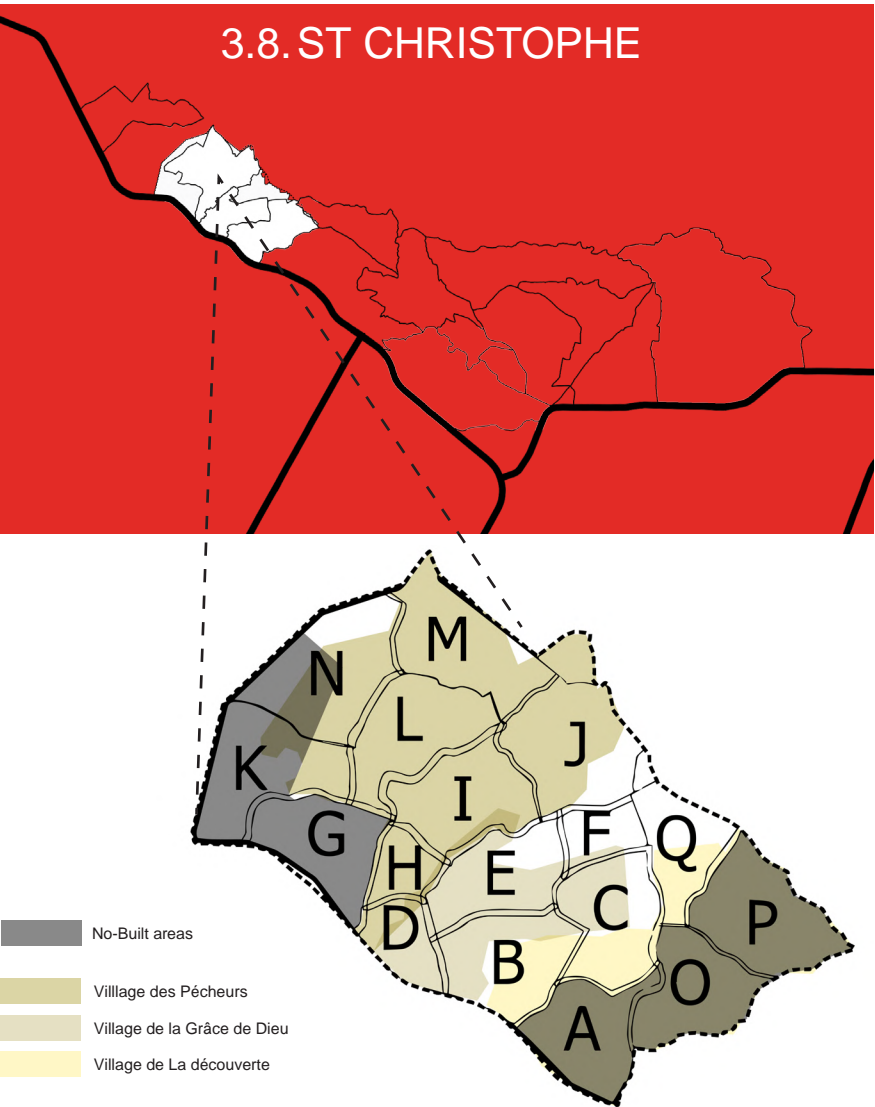 3.8. ST CHRISTOPHE
M
N
L
J
K
I
G
F
Q
H
E
C
P
D
B
O
A
No-Built areas
Villlage des Pécheurs
Village de la Grâce de Dieu
Village de La découverte